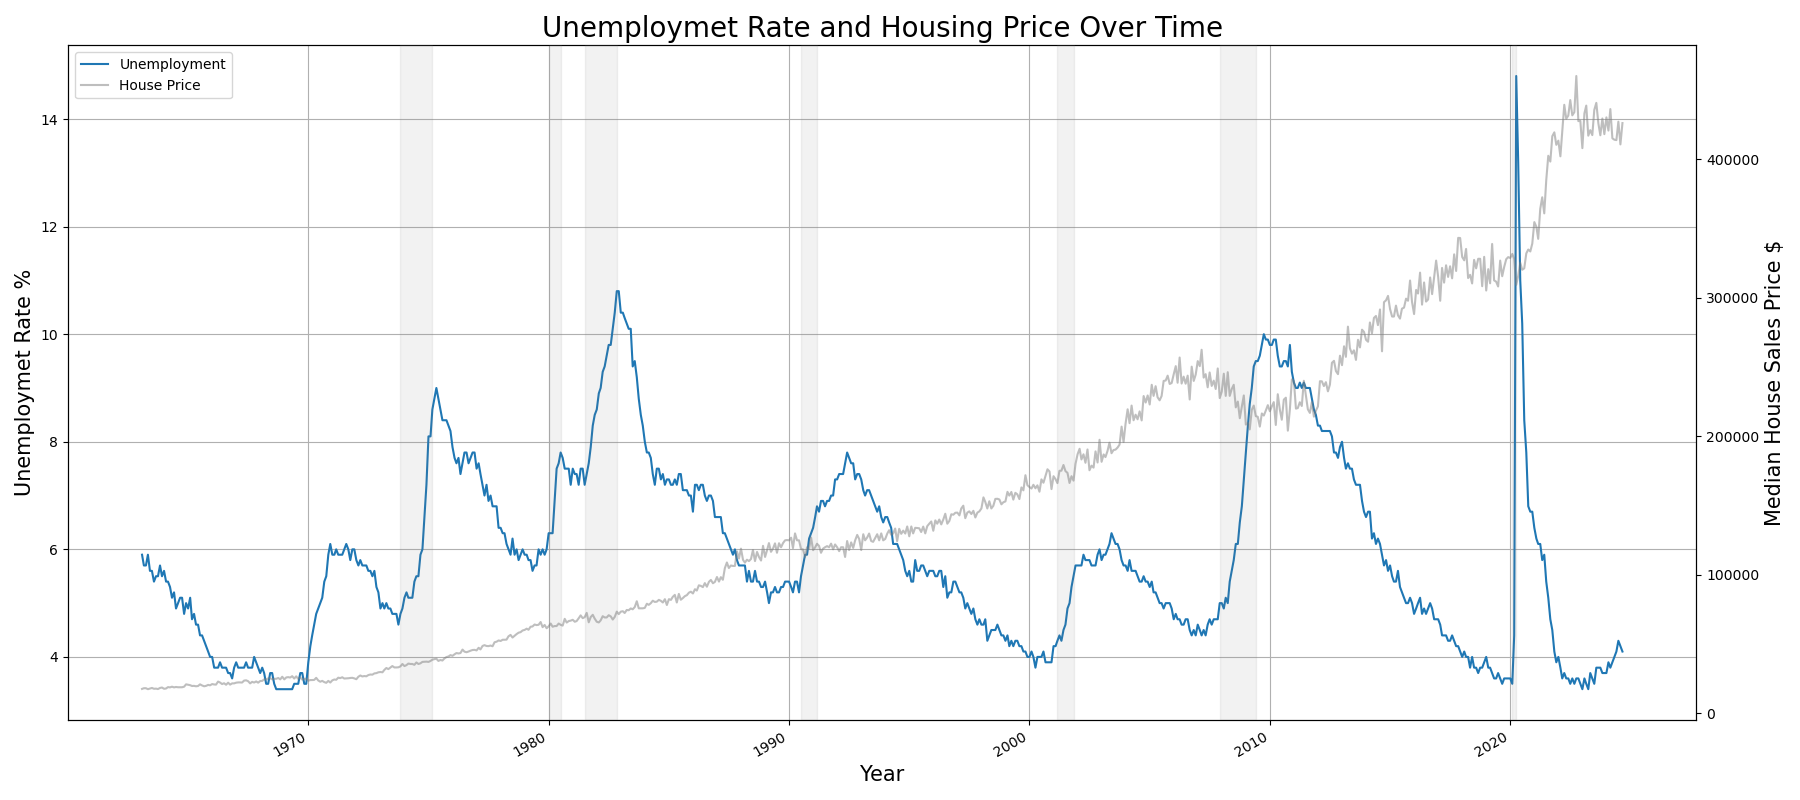 Unemploymet Rate and Housing Price Over Time
Unemployment
House Price
Unemploymet Rate %
14
12
10
8
6
4
Median House Sales Price $
400000
300000
200000
100000
0
1970
1980
1990
2000
2010
2020
Year